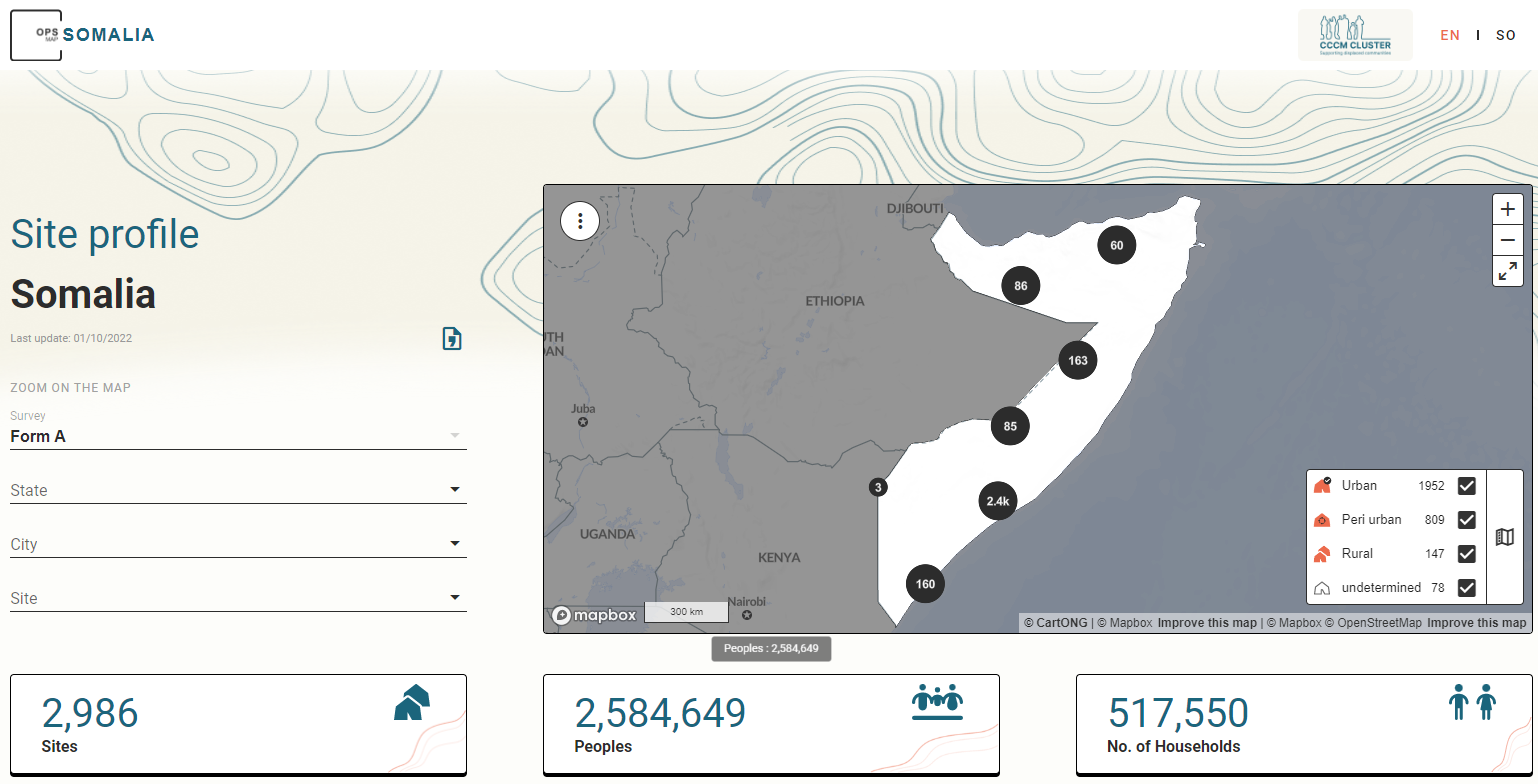 OPS
MAP
SOMALIA
CCCM CLUSTER
Supporting displaced communities
EN | SO
Site profile
Somalia
Last update: 01/10/2022
ZOOM ON THE MAP
Survey
Form A
State
City
Site
DJIBOUTI
60
86
ETHIOPIA
163
TH
AN
Juba
85
3
2.4k
UGANDA
KENYA
160
Nairobi
mapbox
300 km
Urban 1952
Peri urban 809
Rural 147
undetermined 78
© CartONG | © Mapbox Improve this map | © Mapbox © OpenStreetMap Improve this map
Peoples : 2,584,649
2,986
Sites
2,584,649
Peoples
517,550
No. of Households